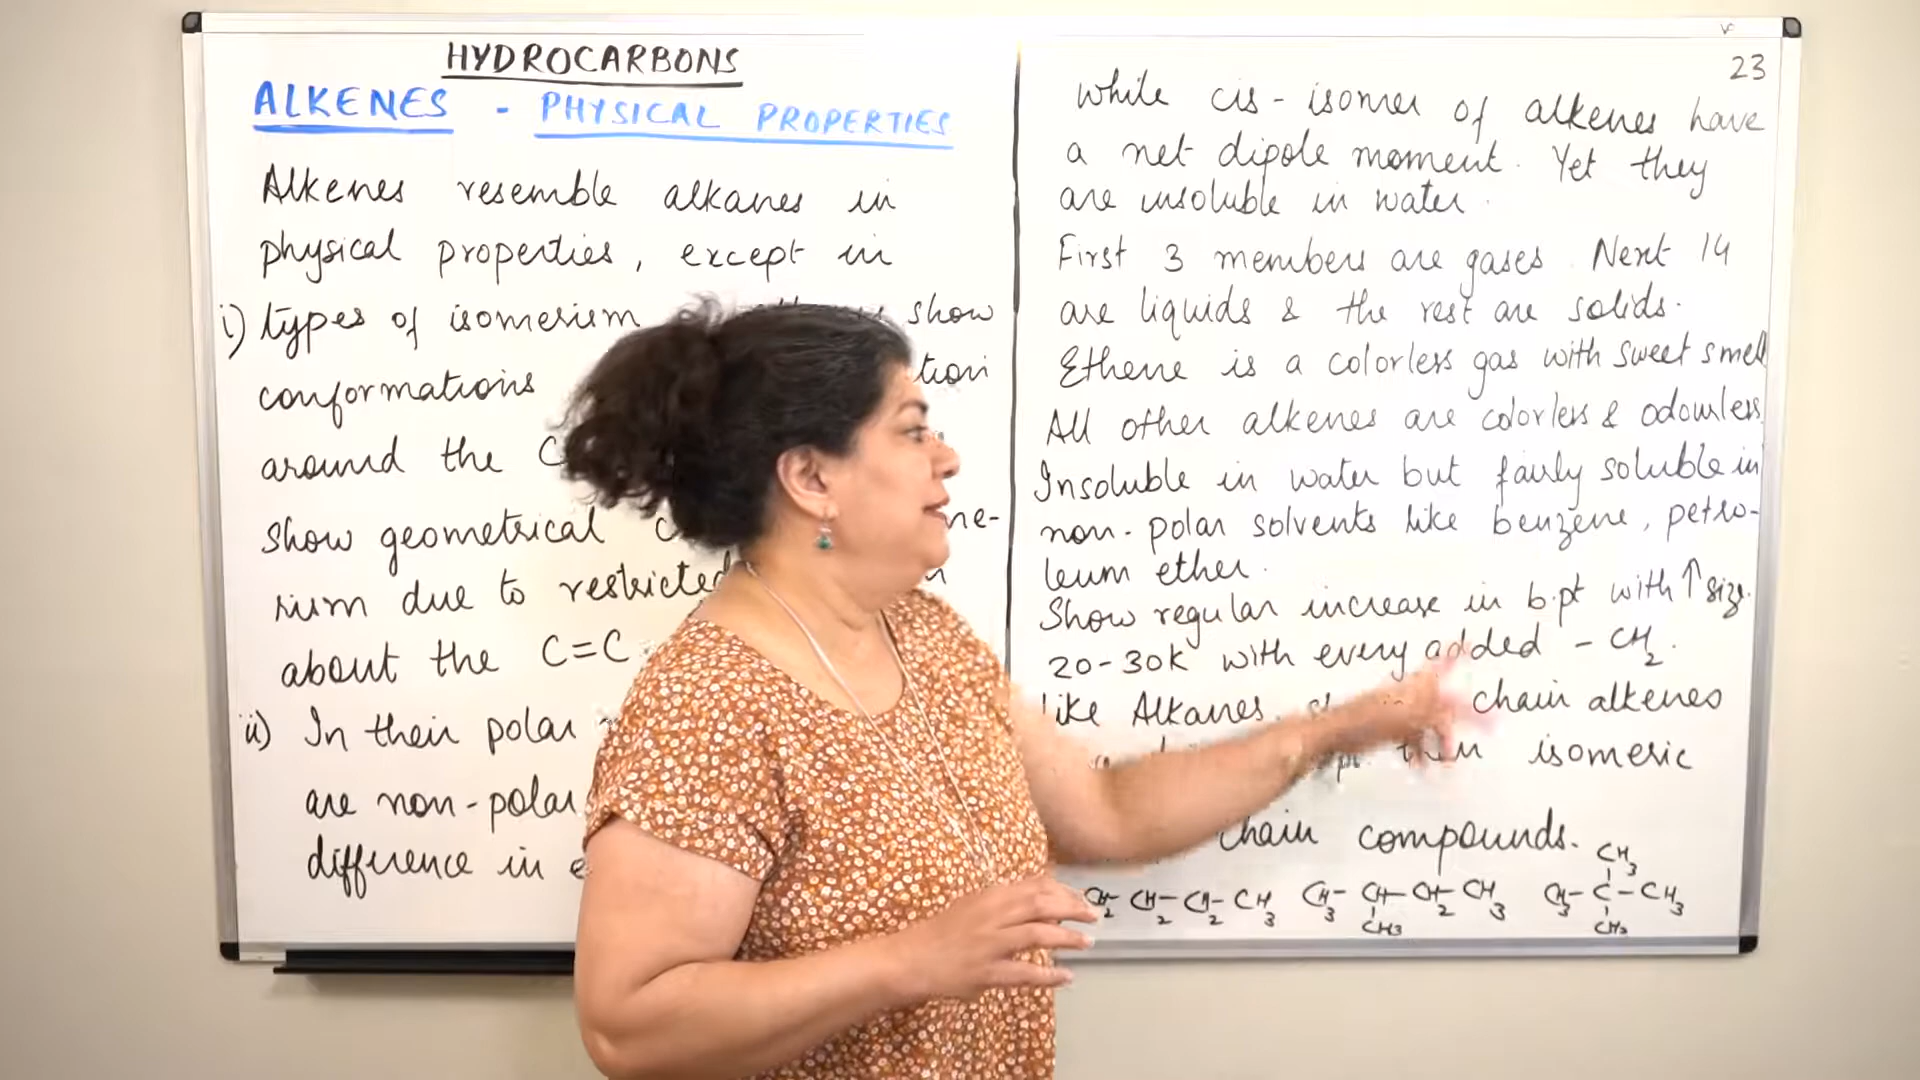 HYDROCARBONS
ALKENES - PHYSICAL PROPERTIES
Alkenes resemble alkanes in
physical properties, except in
i) types of isomerism show
conformations tion
around the C
show geometrical ne-
rism due to restricted
about the C=C
ii) In their polar
are non-polar
difference in
23
while cis-isomer of alkenes have
a net dipole moment. Yet they
are insoluble in water.
First 3 members are gases. Next 14
are liquids & the rest are solids.
Ethene is a colorless gas with sweet smell
All other alkenes are colorless & odourless
Insoluble in water but fairly soluble in
non-polar solvents like benzene, petro-
leum ether.
Show regular increase in b.pt with ↑ size.
20-30K with every added - CH2.
like Alkanes, chain alkenes
isomeric
chain compounds.
CH2-CH2-CH2-CH3 CH3-CH-CH2-CH3 CH3-C-CH3
CH3 CH3 CH3